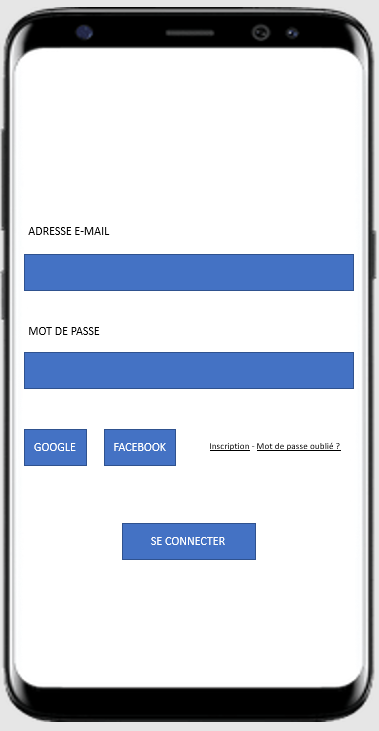 ADRESSE E-MAIL
MOT DE PASSE
GOOGLE FACEBOOK Inscription - Mot de passe oublié ?
SE CONNECTER